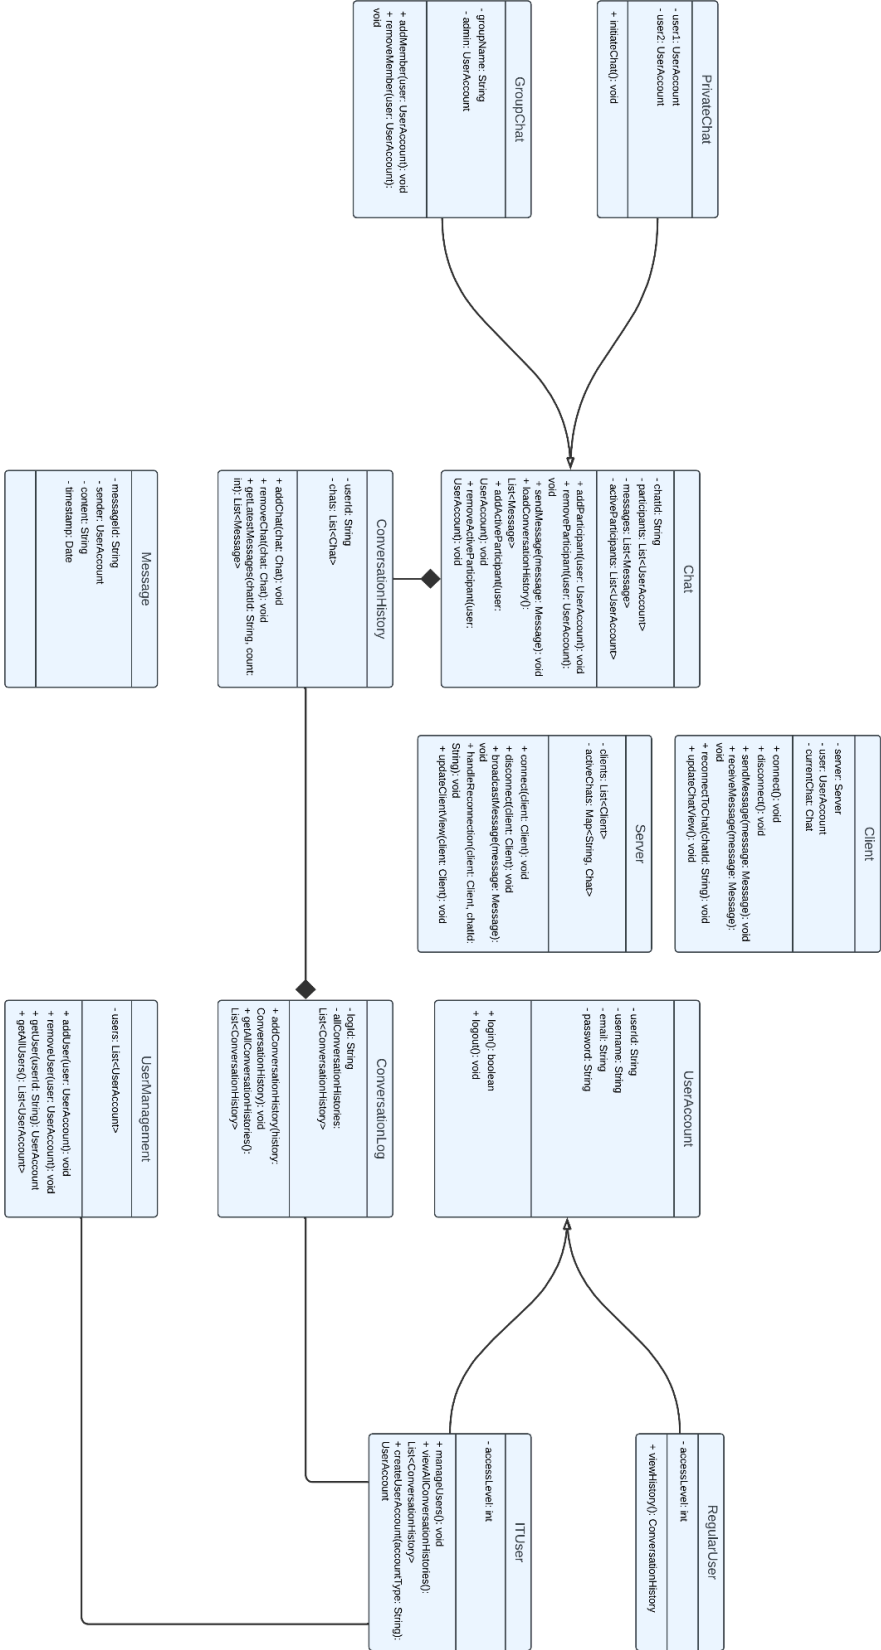 PrivateChat
- user1: UserAccount
- user2: UserAccount
+ initiateChat(): void
GroupChat
- groupName: String
- admin: UserAccount
+ addMember(user: UserAccount): void
+ removeMember(user: UserAccount):
void
Client
- server: Server
- user: UserAccount
- currentChat: Chat
+ connect(): void
+ disconnect(): void
+ sendMessage(message: Message): void
+ receiveMessage(message: Message):
void
+ reconnectToChat(chatId: String): void
+ updateChatView(): void
Chat
- chatId: String
- participants: List<UserAccount>
- messages: List<Message>
- activeParticipants: List<UserAccount>
+ addParticipant(user: UserAccount): void
+ removeParticipant(user: UserAccount):
void
+ sendMessage(message: Message): void
+ loadConversationHistory():
List<Message>
+ addActiveParticipant(user:
UserAccount): void
+ removeActiveParticipant(user:
UserAccount): void
Server
- clients: List<Client>
- activeChats: Map<String, Chat>
+ connect(client: Client): void
+ disconnect(client: Client): void
+ broadcastMessage(message: Message):
void
+ handleReconnection(client: Client, chatId:
String): void
+ updateClientView(client: Client): void
ConversationHistory
- userId: String
- chats: List<Chat>
+ addChat(chat: Chat): void
+ removeChat(chat: Chat): void
+ getLatestMessages(chatId: String, count:
int): List<Message>
Message
- messageId: String
- sender: UserAccount
- content: String
- timestamp: Date
UserAccount
- userId: String
- username: String
- email: String
- password: String
+ login(): boolean
+ logout(): void
ConversationLog
- logId: String
- allConversationHistories:
List<ConversationHistory>
+ addConversationHistory(history:
ConversationHistory): void
+ getAllConversationHistories():
List<ConversationHistory>
UserManagement
- users: List<UserAccount>
+ addUser(user: UserAccount): void
+ removeUser(user: UserAccount): void
+ getUser(userId: String): UserAccount
+ getAllUsers(): List<UserAccount>
RegularUser
- accessLevel: int
+ viewHistory(): ConversationHistory
ITUser
- accessLevel: int
+ manageUsers(): void
+ viewAllConversationHistories():
List<ConversationHistory>
+ createUserAccount(accountType: String):
UserAccount